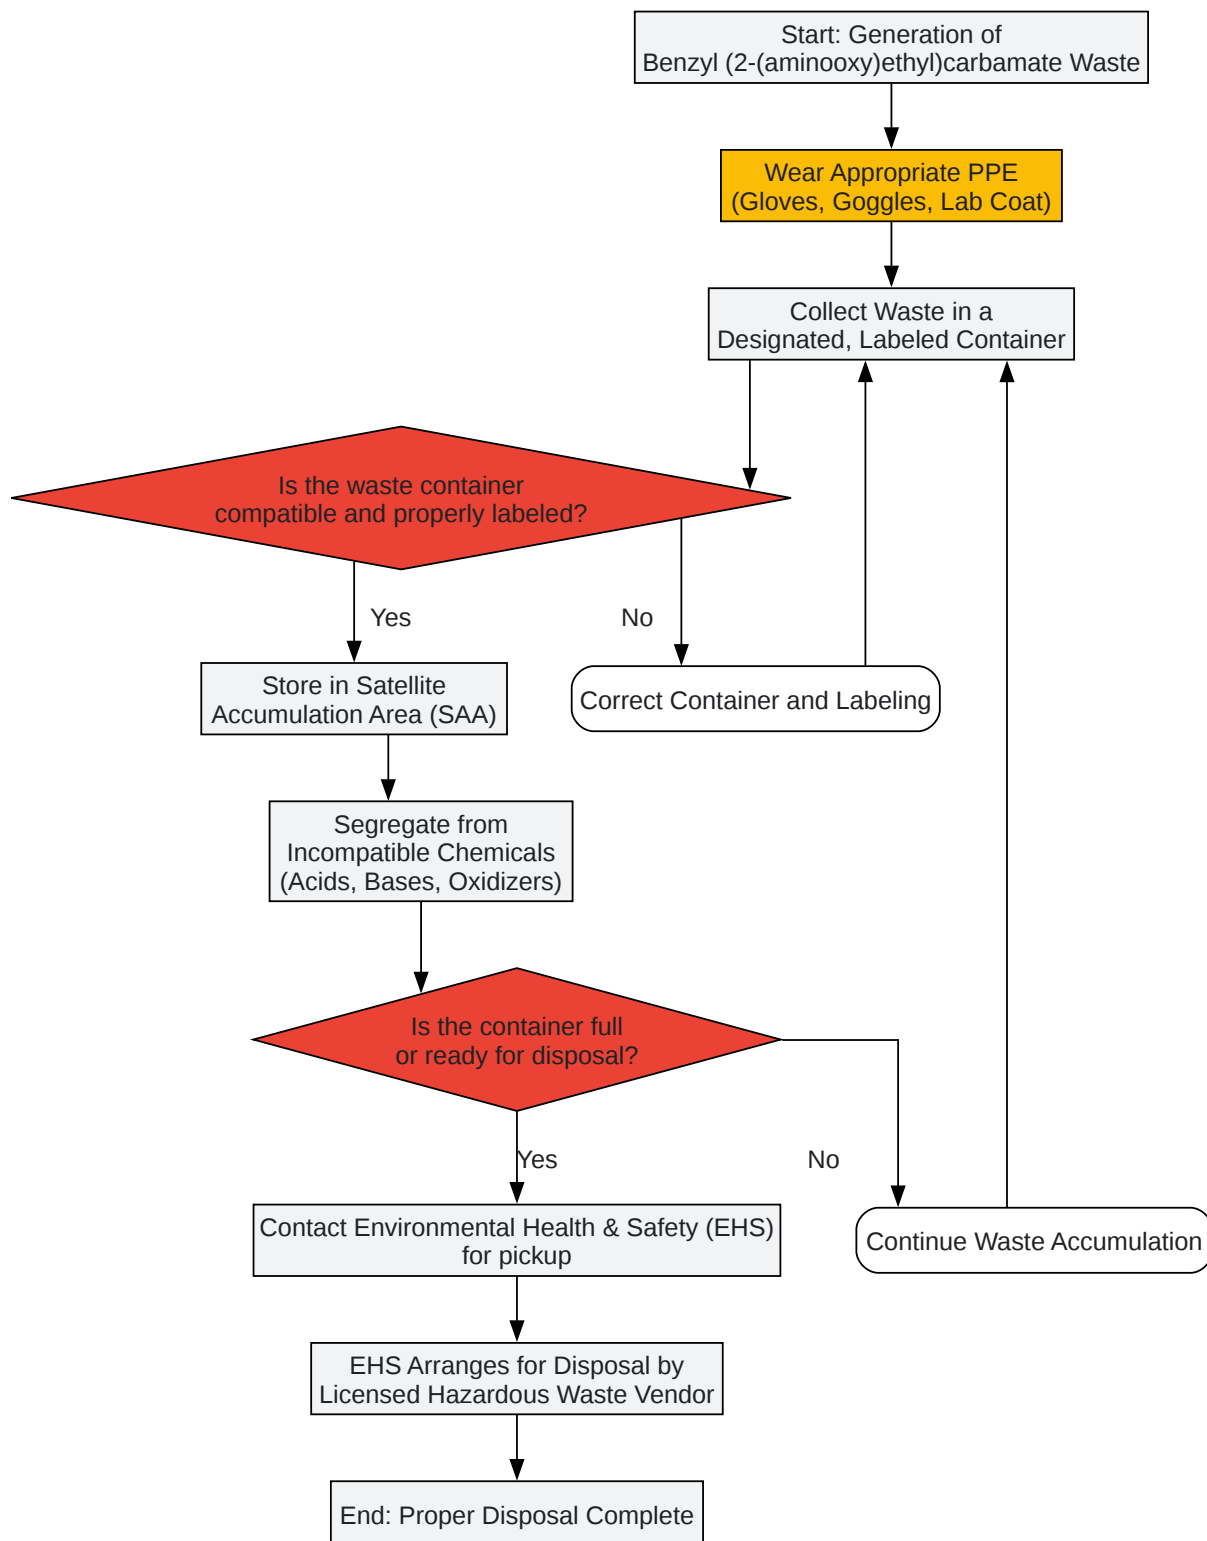 Start: Generation of
Benzyl (2-(aminooxy)ethyl)carbamate Waste
Wear Appropriate PPE
(Gloves, Goggles, Lab Coat)
Collect Waste in a
Designated, Labeled Container
Is the waste container
compatible and properly labeled?
Yes
No
Store in Satellite
Accumulation Area (SAA)
Correct Container and Labeling
Segregate from
Incompatible Chemicals
(Acids, Bases, Oxidizers)
Is the container full
or ready for disposal?
Yes
No
Contact Environmental Health & Safety (EHS)
for pickup
Continue Waste Accumulation
EHS Arranges for Disposal by
Licensed Hazardous Waste Vendor
End: Proper Disposal Complete